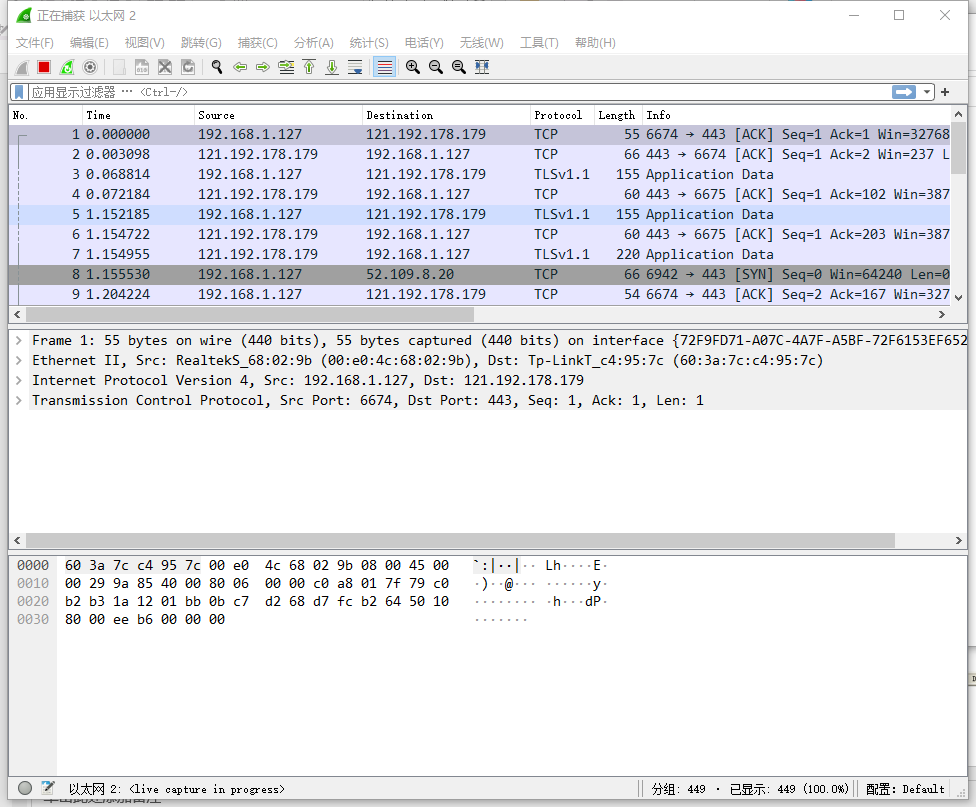 正在捕获 以太网 2
文件(F) 编辑(E) 视图(V) 跳转(G) 捕获(C) 分析(A) 统计(S) 电话(Y) 无线(W) 工具(T) 帮助(H)
应用显示过滤器 … <Ctrl-/>
No. Time Source Destination Protocol Length Info
1 0.000000 192.168.1.127 121.192.178.179 TCP 55 6674 → 443 [ACK] Seq=1 Ack=1 Win=32768
2 0.003098 121.192.178.179 192.168.1.127 TCP 66 443 → 6674 [ACK] Seq=1 Ack=2 Win=237 L
3 0.068814 192.168.1.127 121.192.178.179 TLSv1.1 155 Application Data
4 0.072184 121.192.178.179 192.168.1.127 TCP 60 443 → 6675 [ACK] Seq=1 Ack=102 Win=387
5 1.152185 192.168.1.127 121.192.178.179 TLSv1.1 155 Application Data
6 1.154722 121.192.178.179 192.168.1.127 TCP 60 443 → 6675 [ACK] Seq=1 Ack=203 Win=387
7 1.154955 121.192.178.179 192.168.1.127 TLSv1.1 220 Application Data
8 1.155530 192.168.1.127 52.109.8.20 TCP 66 6942 → 443 [SYN] Seq=0 Win=64240 Len=0
9 1.204224 192.168.1.127 121.192.178.179 TCP 54 6674 → 443 [ACK] Seq=2 Ack=167 Win=327
Frame 1: 55 bytes on wire (440 bits), 55 bytes captured (440 bits) on interface {72F9FD71-A07C-4A7F-A5BF-72F6153EF652
Ethernet II, Src: RealtekS_68:02:9b (00:e0:4c:68:02:9b), Dst: Tp-LinkT_c4:95:7c (60:3a:7c:c4:95:7c)
Internet Protocol Version 4, Src: 192.168.1.127, Dst: 121.192.178.179
Transmission Control Protocol, Src Port: 6674, Dst Port: 443, Seq: 1, Ack: 1, Len: 1
0000 60 3a 7c c4 95 7c 00 e0 4c 68 02 9b 08 00 45 00 `:|··|·· Lh····E·
0010 00 29 9a 85 40 00 80 06 00 00 c0 a8 01 7f 79 c0 ·)··@··· ······y·
0020 b2 b3 1a 12 01 bb 0b c7 d2 68 d7 fc b2 64 50 10 ········ ·h···dP·
0030 80 00 ee b6 00 00 00 ·······
以太网 2: <live capture in progress> 分组: 449 · 已显示: 449 (100.0%) 配置: Default